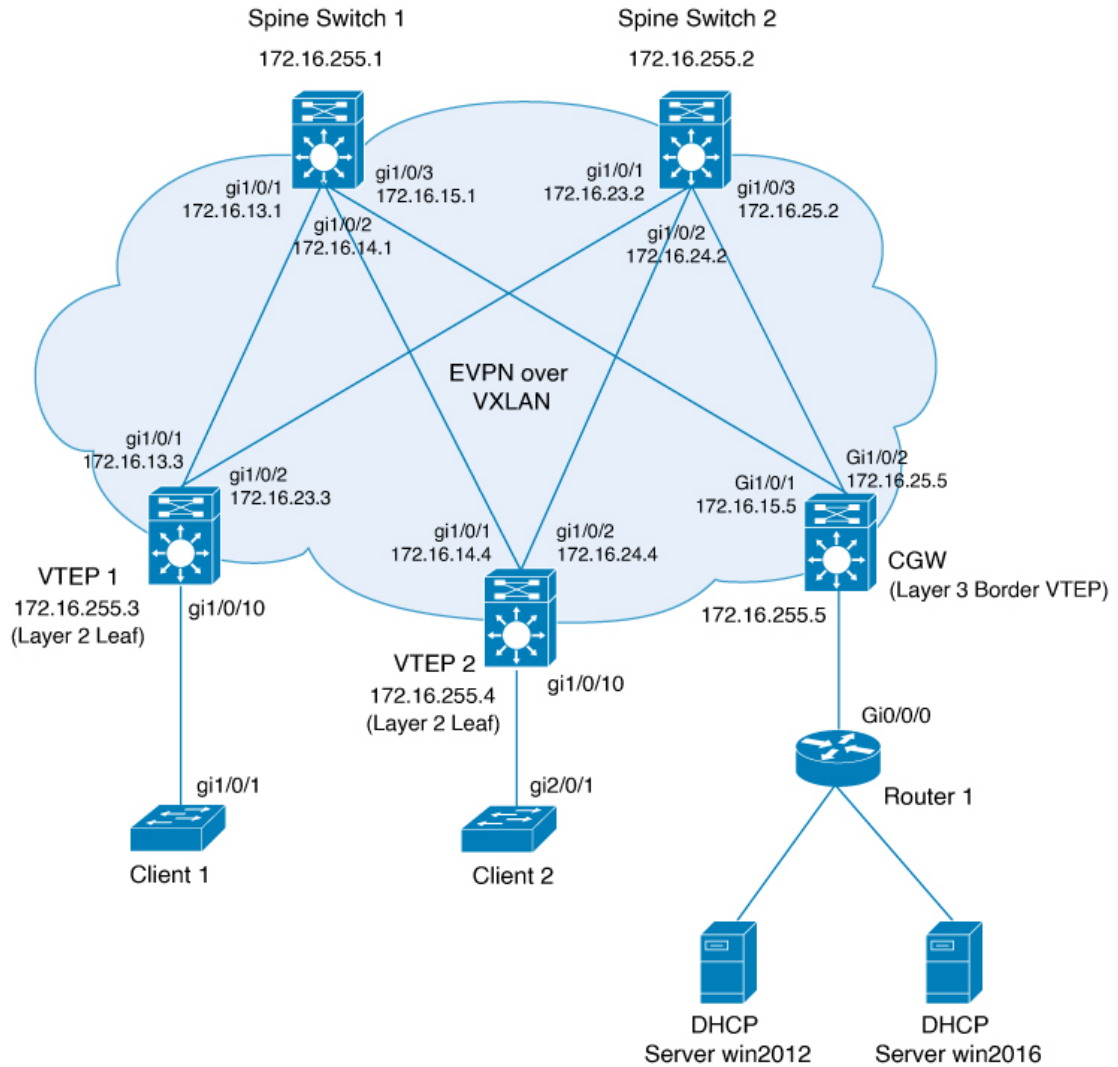 Spine Switch 1
172.16.255.1
Spine Switch 2
172.16.255.2
gi1/0/1
172.16.13.1
gi1/0/3
172.16.15.1
gi1/0/2
172.16.14.1
gi1/0/1
172.16.23.2
gi1/0/3
172.16.25.2
gi1/0/2
172.16.24.2
EVPN over
VXLAN
gi1/0/1
172.16.13.3
gi1/0/2
172.16.23.3
gi1/0/1
172.16.14.4
gi1/0/2
172.16.24.4
Gi1/0/1
172.16.15.5
Gi1/0/2
172.16.25.5
VTEP 1
172.16.255.3
(Layer 2 Leaf)
gi1/0/10
VTEP 2
172.16.255.4
(Layer 2 Leaf)
gi1/0/10
CGW
(Layer 3 Border VTEP)
172.16.255.5
Gi0/0/0
Router 1
gi1/0/1
Client 1
gi2/0/1
Client 2
DHCP
Server win2012
DHCP
Server win2016